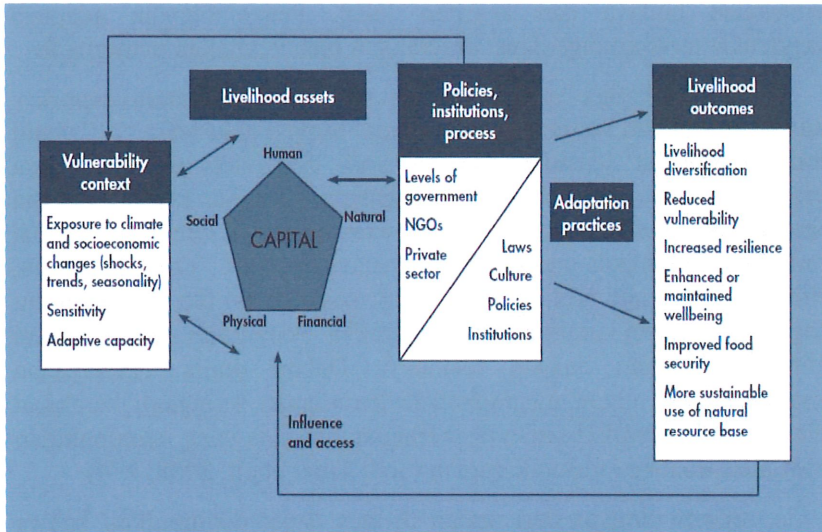 Livelihood assets
Policies,
institutions,
process
Livelihood
outcomes
Vulnerability
context
Exposure to climate
and socioeconomic
changes (shocks,
trends, seasonality)
Sensitivity
Adaptive capacity
Human
Social
Natural
CAPITAL
Physical
Financial
Levels of
government
NGOs
Private
sector
Laws
Culture
Policies
Institutions
Adaptation
practices
Livelihood
diversification
Reduced
vulnerability
Increased resilience
Enhanced or
maintained
wellbeing
Improved food
security
More sustainable
use of natural
resource base
Influence
and access